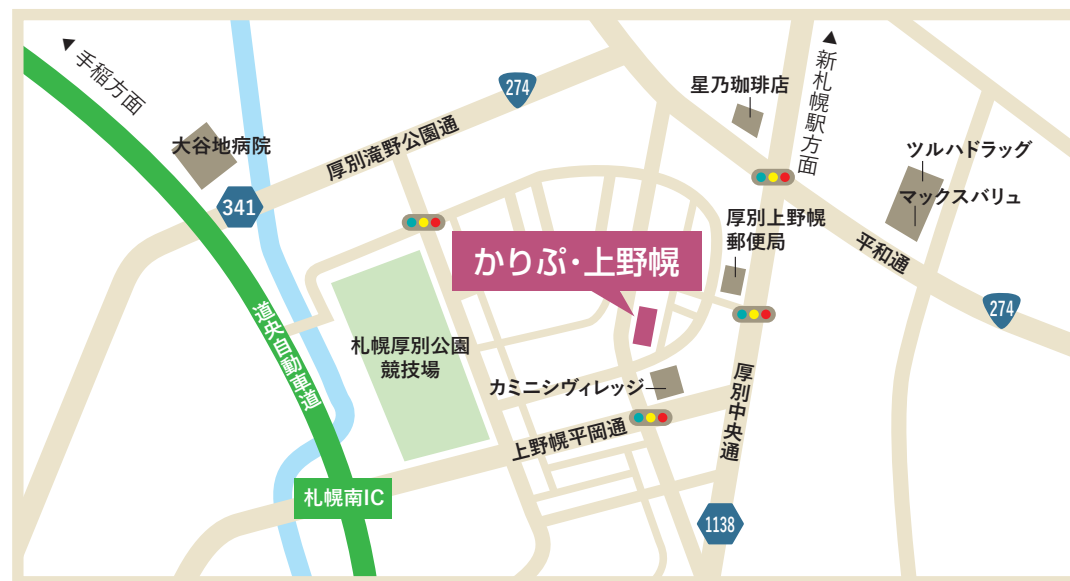 ▲手稲方面
大谷地病院
341
厚別滝野公園通
274
星乃珈琲店
▲新札幌駅方面
ツルハドラッグ
マックスバリュ
厚別上野幌
郵便局
平和通
274
かりぷ・上野幌
道央自動車道
札幌厚別公園
競技場
カミニシヴィレッジ
上野幌平岡通
厚別中央通
札幌南IC
1138